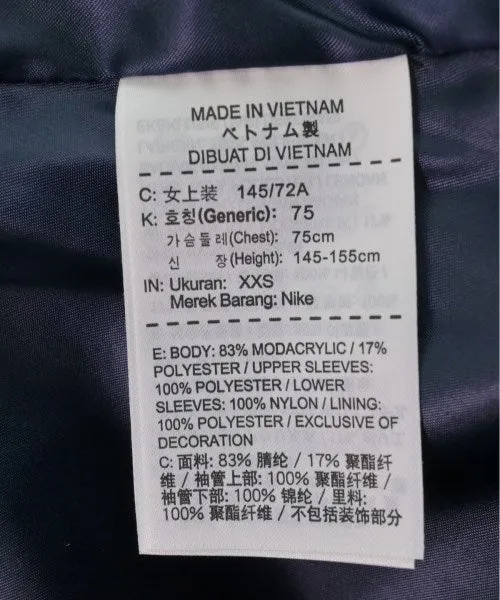 MADE IN VIETNAM
ベトナム製
DIBUAT DI VIETNAM
C: 女上装 145/72A
K: 호칭(Generic): 75
가슴둘레(Chest): 75cm
신 장(Height): 145-155cm
IN: Ukuran: XXS
Merek Barang: Nike
E: BODY: 83% MODACRYLIC / 17%
POLYESTER / UPPER SLEEVES:
100% POLYESTER / LOWER
SLEEVES: 100% NYLON / LINING:
100% POLYESTER / EXCLUSIVE OF
DECORATION
C: 面料: 83% 腈纶 / 17% 聚酯纤
维 / 袖管上部: 100% 聚酯纤维 /
袖管下部: 100% 锦纶 / 里料:
100% 聚酯纤维 / 不包括装饰部分